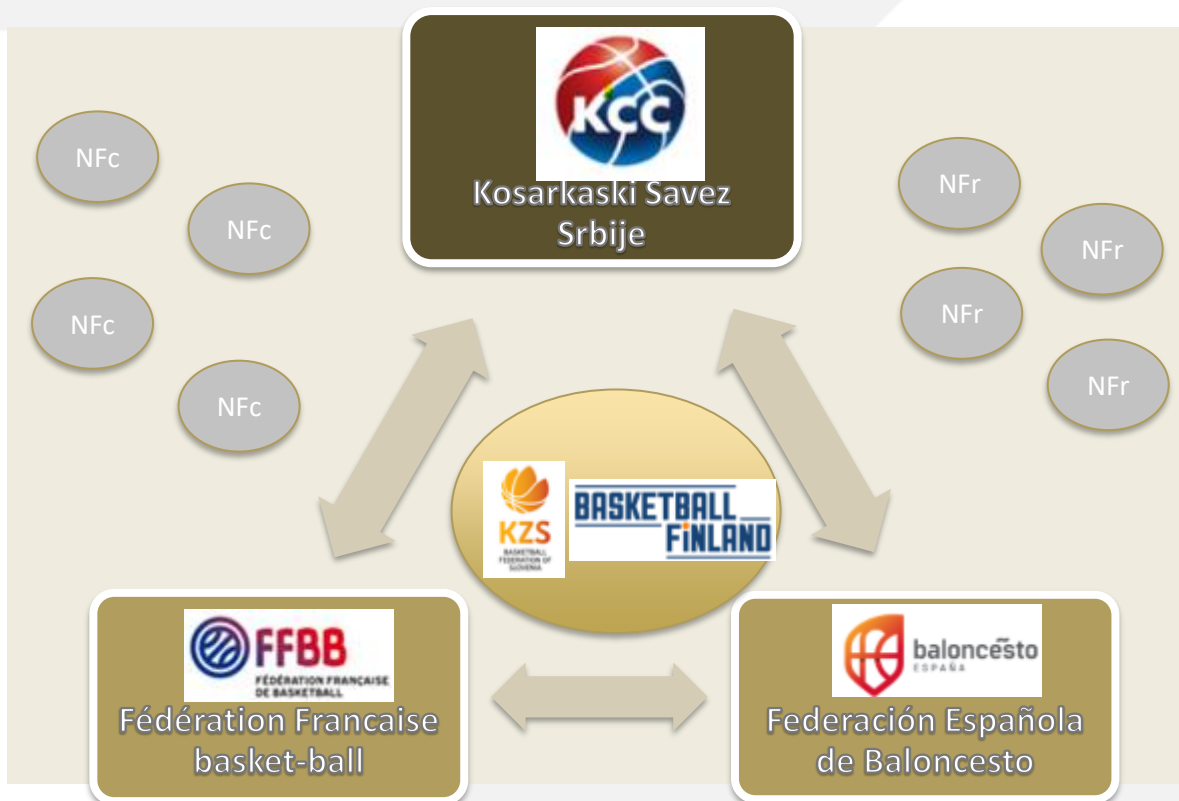 КСС
Kosarkaski Savez
Srbije
NFc
NFc
NFc
NFc
NFr
NFr
NFr
NFr
KZS
BASKETBALL
FEDERATION OF
SLOVENIA
BASKETBALL
FiNLAND
FFBB
FÉDÉRATION FRANÇAISE
DE BASKETBALL
Fédération Francaise
basket-ball
baloncesto
ESPAÑA
Federación Española
de Baloncesto